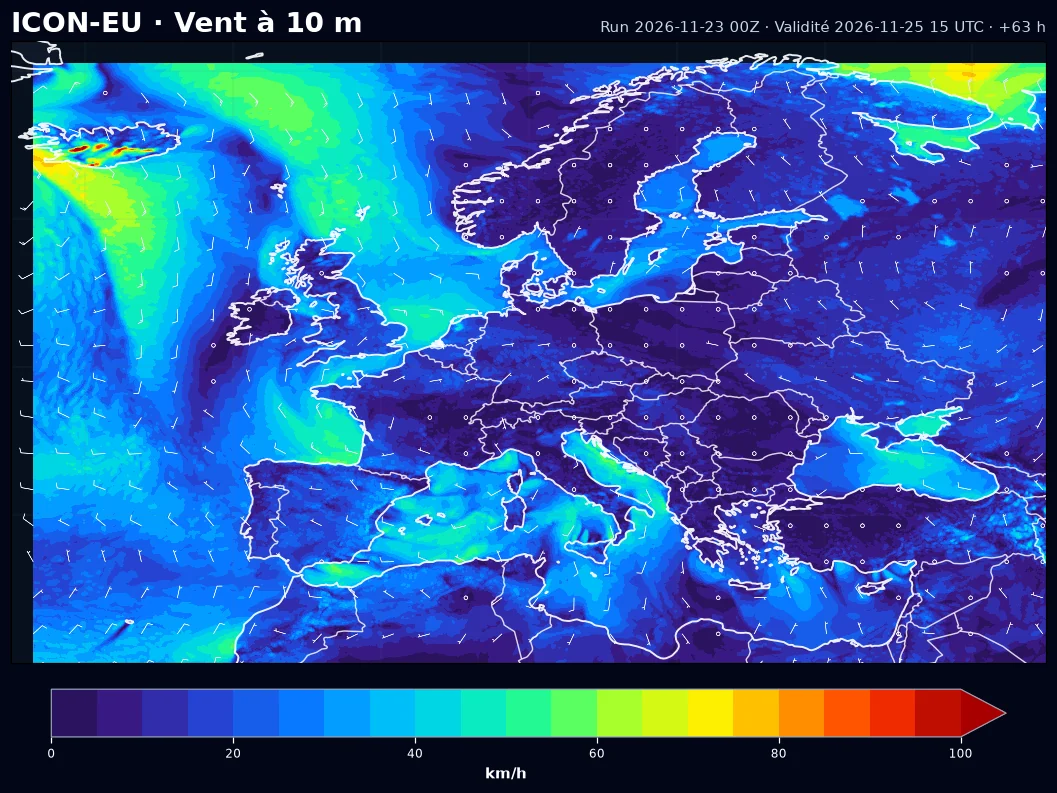 ICON-EU · Vent à 10 m
Run 2026-11-23 00Z · Validité 2026-11-25 15 UTC · +63 h
0 20 40 60 80 100
km/h